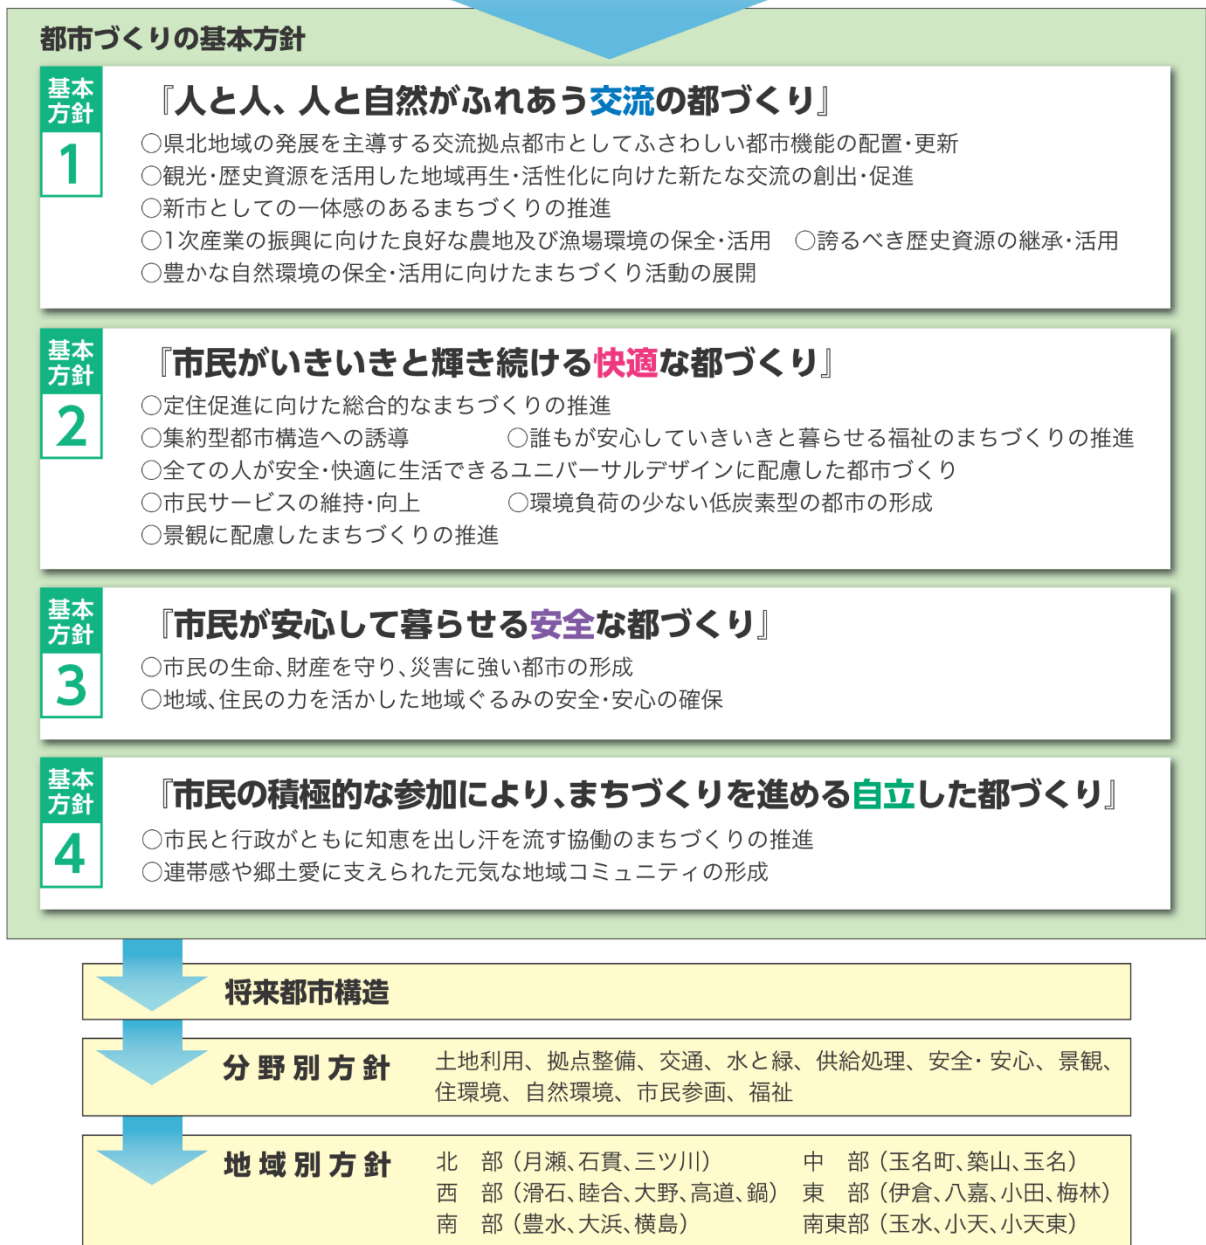 都市づくりの基本方針
基本
方針
1
『人と人、人と自然がふれあう交流の都づくり』
○県北地域の発展を主導する交流拠点都市としてふさわしい都市機能の配置・更新
○観光・歴史資源を活用した地域再生・活性化に向けた新たな交流の創出・促進
○新市としての一体感のあるまちづくりの推進
○1次産業の振興に向けた良好な農地及び漁場環境の保全・活用　○誇るべき歴史資源の継承・活用
○豊かな自然環境の保全・活用に向けたまちづくり活動の展開
基本
方針
2
『市民がいきいきと輝き続ける快適な都づくり』
○定住促進に向けた総合的なまちづくりの推進
○集約型都市構造への誘導　○誰もが安心していきいきと暮らせる福祉のまちづくりの推進
○全ての人が安全・快適に生活できるユニバーサルデザインに配慮した都市づくり
○市民サービスの維持・向上　○環境負荷の少ない低炭素型の都市の形成
○景観に配慮したまちづくりの推進
基本
方針
3
『市民が安心して暮らせる安全な都づくり』
○市民の生命、財産を守り、災害に強い都市の形成
○地域、住民の力を活かした地域ぐるみの安全・安心の確保
基本
方針
4
『市民の積極的な参加により、まちづくりを進める自立した都づくり』
○市民と行政がともに知恵を出し汗を流す協働のまちづくりの推進
○連帯感や郷土愛に支えられた元気な地域コミュニティの形成
将来都市構造
分野別方針
土地利用、拠点整備、交通、水と緑、供給処理、安全・安心、景観、
住環境、自然環境、市民参画、福祉
地域別方針
北　部（月瀬、石貫、三ツ川）　中　部（玉名町、築山、玉名）
西　部（滑石、睦合、大野、高道、鍋）　東　部（伊倉、八嘉、小田、梅林）
南　部（豊水、大浜、横島）　南東部（玉水、小天、小天東）